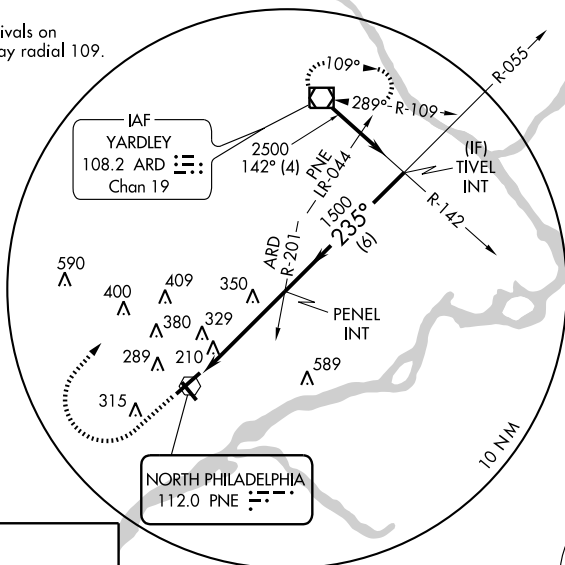 ivals on
ay radial 109.
109°
289° R-109
R-055
IAF
YARDLEY
108.2 ARD
Chan 19
2500
142° (4)
PNE
LR-044
(IF)
TIVEL
INT
R-142
1500
235°
(6)
ARD
R-201
PENEL
INT
590
400
409
350
380
329
289
210
315
589
10 NM
NORTH PHILADELPHIA
112.0 PNE